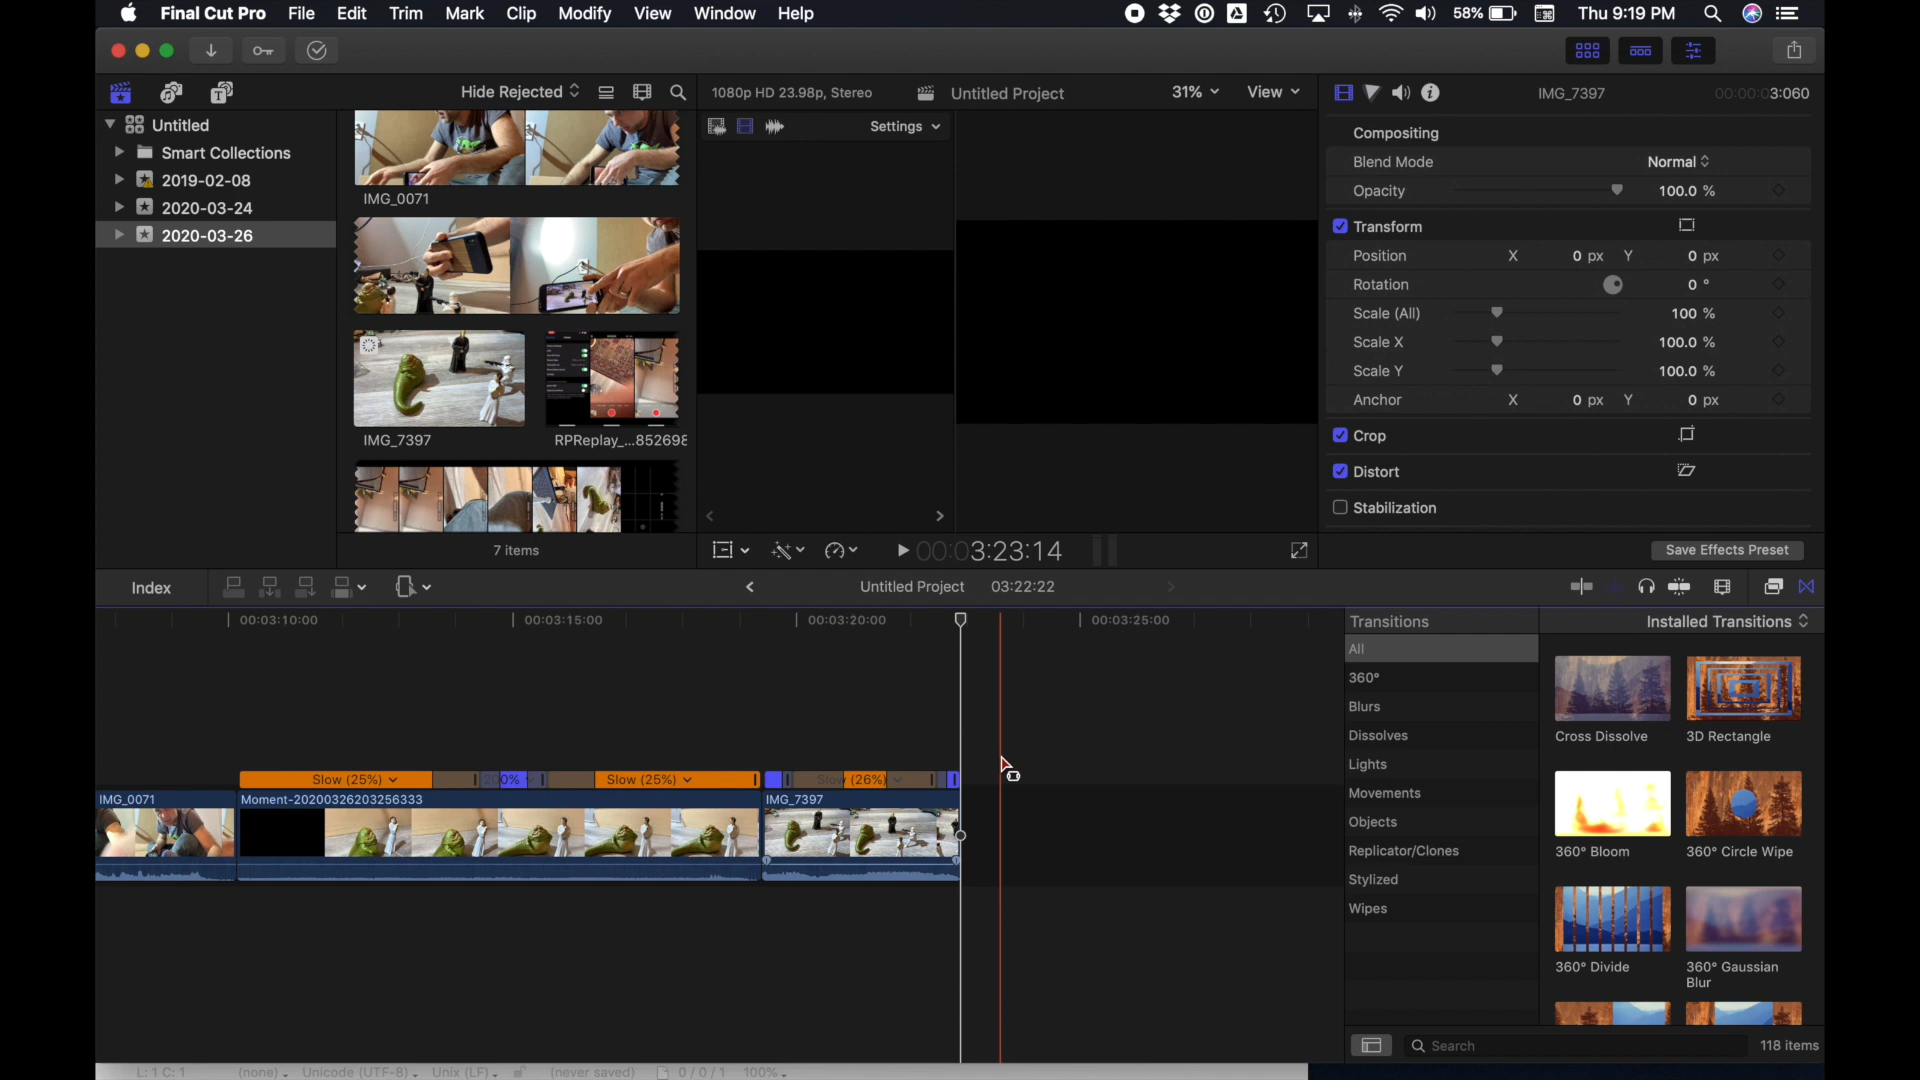 Final Cut Pro File Edit Trim Mark Clip Modify View Window Help 58% Thu 9:19 PM
Hide Rejected 1080p HD 23.98p, Stereo Untitled Project 31% View IMG_7397 00:00:03:060
Untitled
Smart Collections
2019-02-08
2020-03-24
2020-03-26
IMG_0071
IMG_7397
RPReplay_...852698
7 items
Settings
00:00:03:23:14
Compositing
Blend Mode Normal
Opacity 100.0 %
Transform
Position X 0 px Y 0 px
Rotation 0 °
Scale (All) 100 %
Scale X 100.0 %
Scale Y 100.0 %
Anchor X 0 px Y 0 px
Crop
Distort
Stabilization
Save Effects Preset
Index Untitled Project 03:22:22
00:03:10:00 00:03:15:00 00:03:20:00 00:03:25:00
Slow (25%) Slow (25%) Slow (26%)
IMG_0071 Moment-20200326203256333 IMG_7397
Transitions Installed Transitions
All
360°
Blurs
Dissolves
Lights
Movements
Objects
Replicator/Clones
Stylized
Wipes
Cross Dissolve 3D Rectangle
360° Bloom 360° Circle Wipe
360° Divide 360° Gaussian
Blur
Search 118 items
L: 1 C: 1 (none) Unicode (UTF-8) Unix (LF) (never saved) 0 / 0 / 1 100%